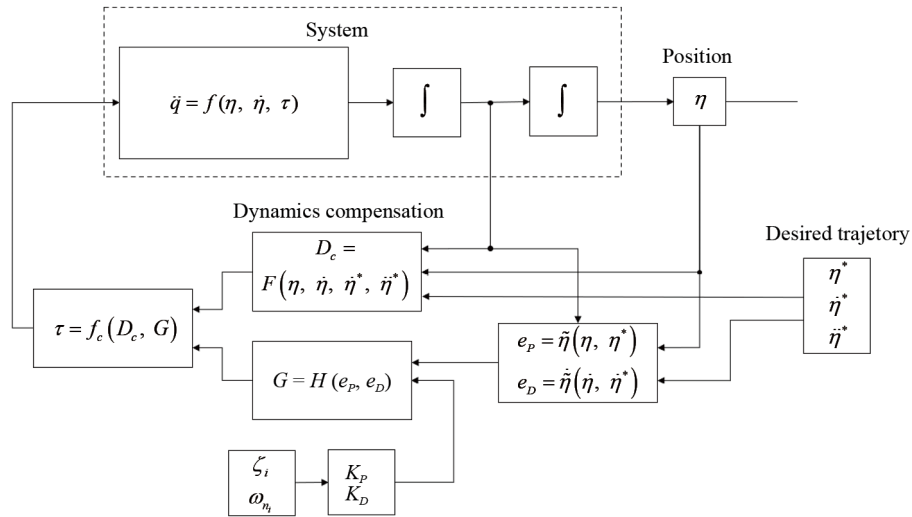 System
Position
q̈ = f(η, η̇, τ)
∫
∫
η
Dynamics compensation
Desired trajetory
D_c =
F(η, η̇, η̇*, η̈*)
η*
η̇*
η̈*
τ = f_c(D_c, G)
e_P = η̃(η, η*)
e_D = η̃̇(η̇, η̇*)
G = H(e_P, e_D)
ζ_i
ω_{n_i}
K_P
K_D